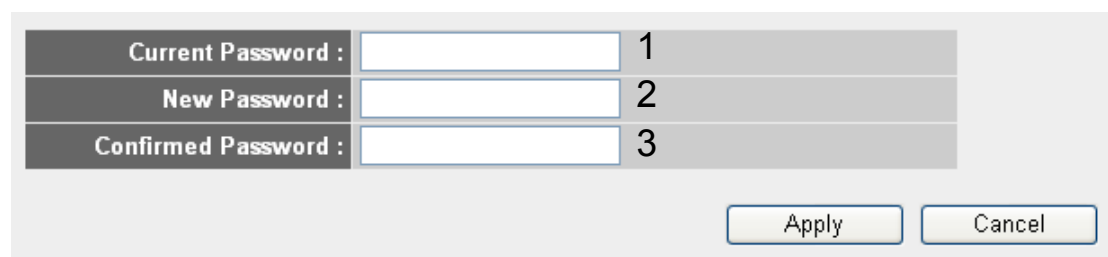 Current Password : 1
New Password : 2
Confirmed Password : 3
Apply Cancel